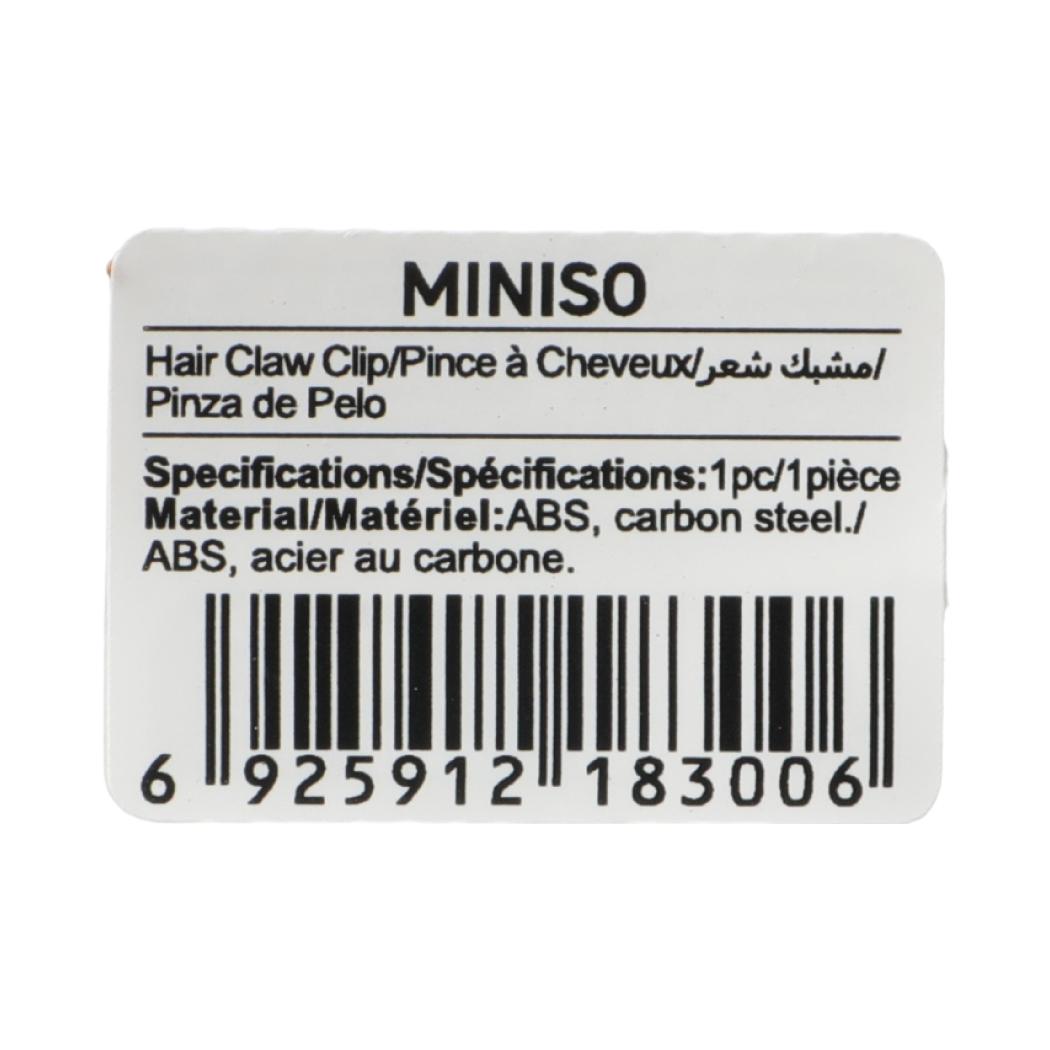 MINISO
Hair Claw Clip/Pince à Cheveux/مشبك شعر/
Pinza de Pelo
Specifications/Spécifications:1pc/1pièce
Material/Matériel:ABS, carbon steel./
ABS, acier au carbone.
6 925912 183006